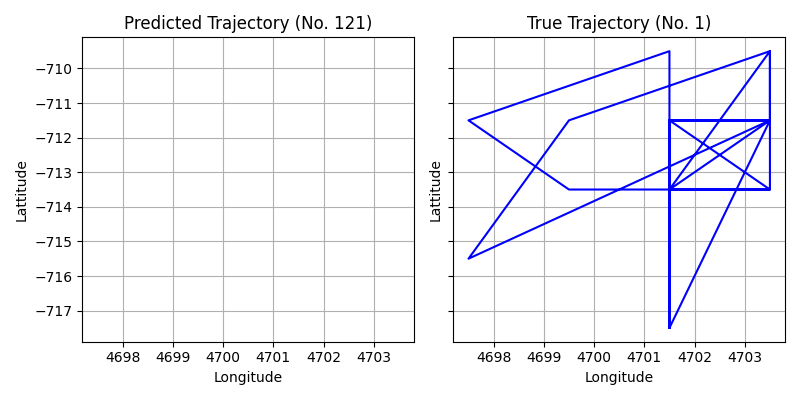 Predicted Trajectory (No. 121)
−710
−711
−712
−713
−714
−715
−716
−717
Lattitude
4698 4699 4700 4701 4702 4703
Longitude
True Trajectory (No. 1)
Lattitude
4698 4699 4700 4701 4702 4703
Longitude